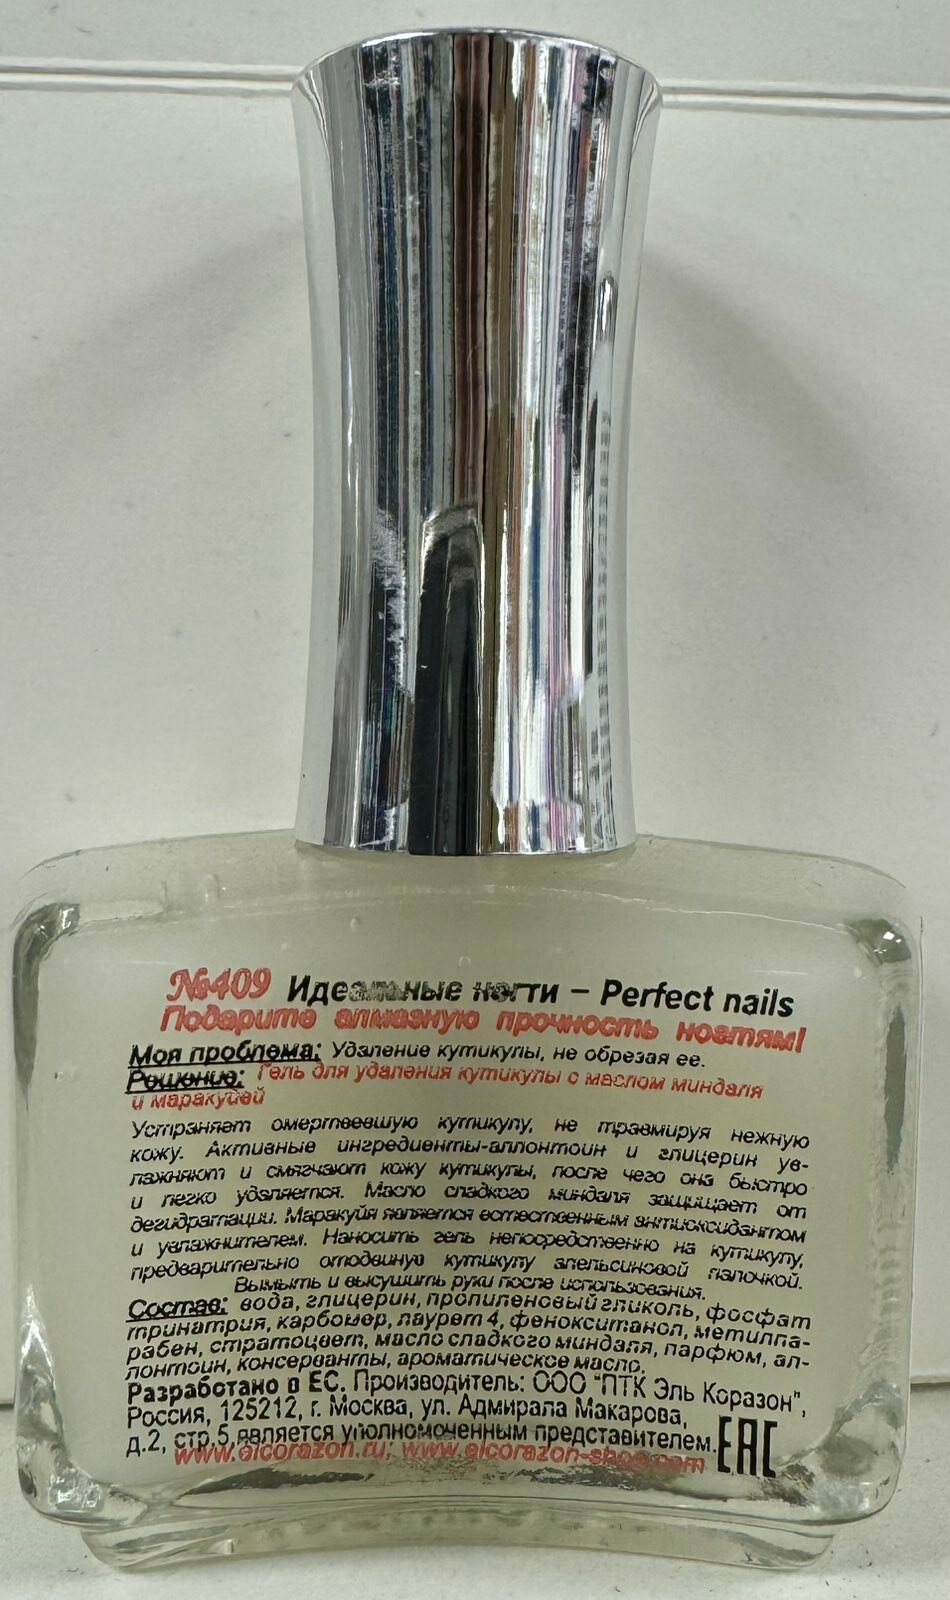 №409 Идеальные ногти – Perfect nails
Подарите алмазную прочность ногтям!
Моя проблема: Удаление кутикулы, не обрезая ее.
Решение: Гель для удаления кутикулы с маслом миндаля
и маракуйей
Устраняет омертвевшую кутикулу, не травмируя нежную
кожу. Активные ингредиенты-аллонтоин и глицерин ув-
лажняют и смягчают кожу кутикулы, после чего она быстро
и легко удаляется. Масло сладкого миндаля защищает от
дегидратации. Маракуйя является естественным антиоксидантом
и увлажнителем. Наносить гель непосредственно на кутикулу,
предварительно отодвинув кутикулу апельсиновой палочкой.
Вымыть и высушить руки после использования.
Состав: вода, глицерин, пропиленовый гликоль, фосфат
тринатрия, карбомер, лаурет 4, феноксиманол, метилпа-
рабен, стратоцвет, масло сладкого миндаля, парфюм, ал-
лонтоин, консерванты, ароматическое масло.
Разработано в ЕС. Производитель: ООО "ПТК Эль Коразон",
Россия, 125212, г. Москва, ул. Адмирала Макарова,
д.2, стр.5 является уполномоченным представителем. EAC
www.elcorazon.ru; www.elcorazon-shop.com